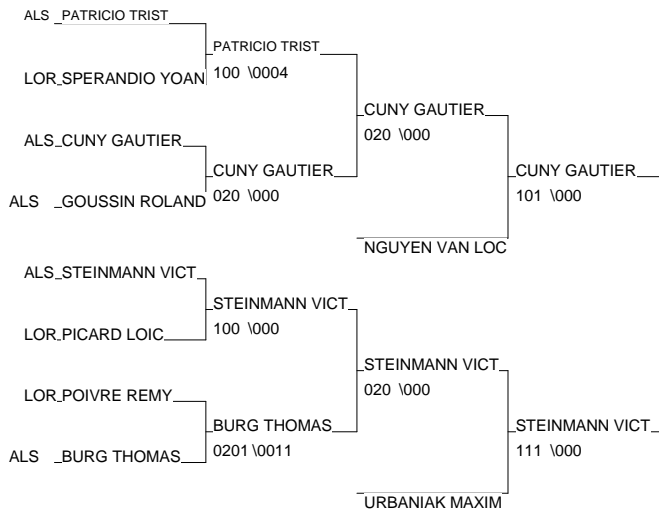 ALS PATRICIO TRIST
PATRICIO TRIST
LOR SPERANDIO YOAN
100 \0004
CUNY GAUTIER
020 \000
ALS CUNY GAUTIER
CUNY GAUTIER
020 \000
CUNY GAUTIER
101 \000
ALS GOUSSIN ROLAND
NGUYEN VAN LOC
ALS STEINMANN VICT
STEINMANN VICT
100 \000
LOR PICARD LOIC
STEINMANN VICT
020 \000
LOR POIVRE REMY
BURG THOMAS
0201 \0011
STEINMANN VICT
111 \000
ALS BURG THOMAS
URBANIAK MAXIM